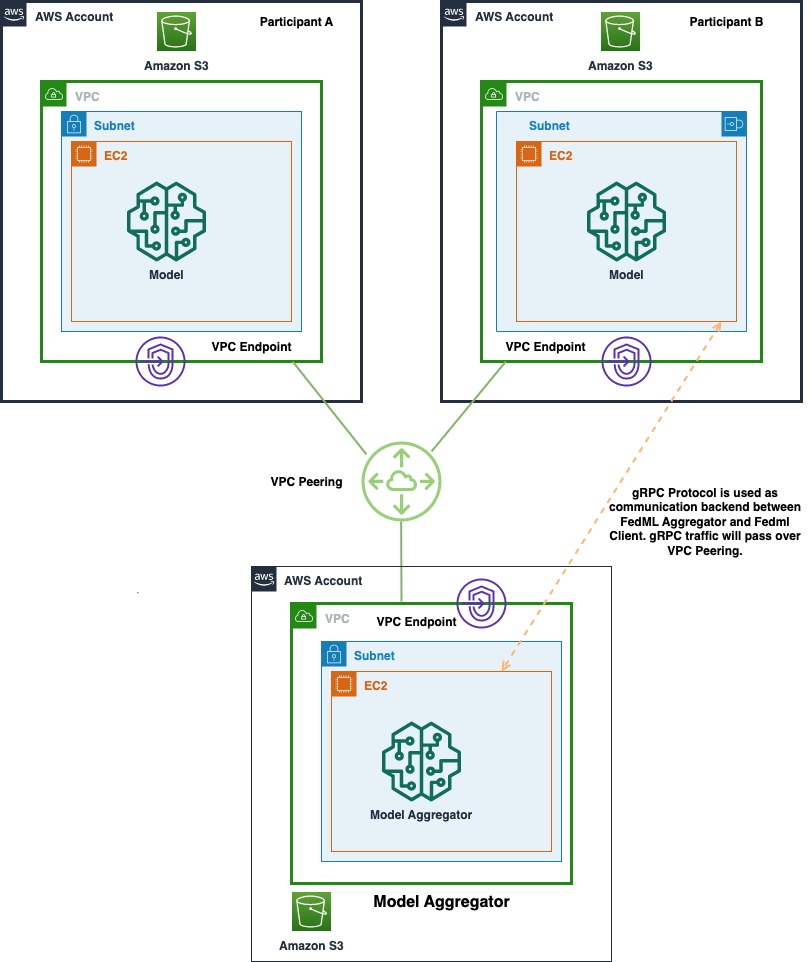 aws
AWS Account
Participant A
Amazon S3
VPC
Subnet
EC2
Model
VPC Endpoint
aws
AWS Account
Participant B
Amazon S3
VPC
Subnet
EC2
Model
VPC Endpoint
VPC Peering
gRPC Protocol is used as
communication backend between
FedML Aggregator and Fedml
Client. gRPC traffic will pass over
VPC Peering.
aws
AWS Account
VPC
VPC Endpoint
Subnet
EC2
Model Aggregator
Model Aggregator
Amazon S3